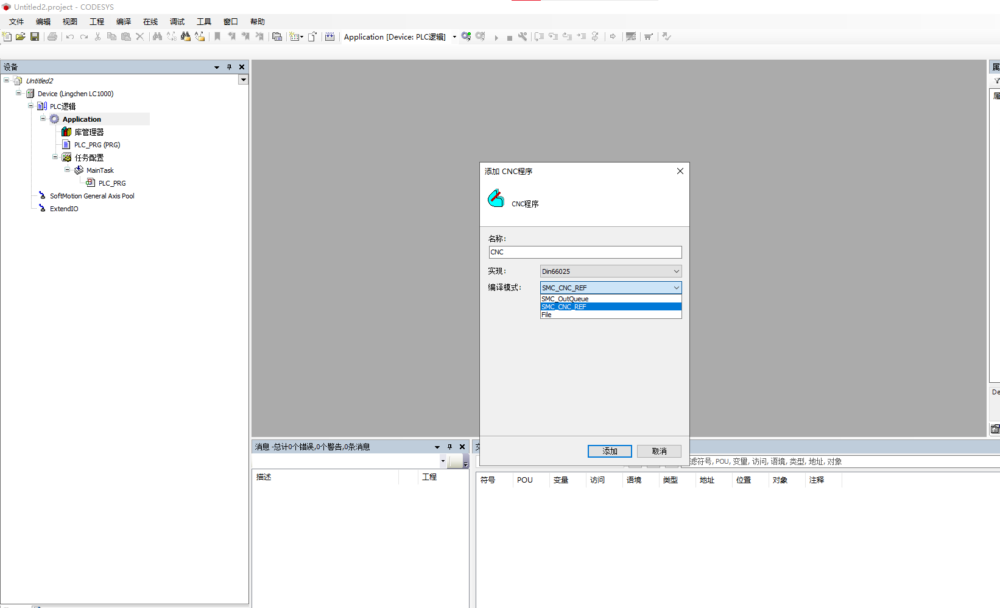 Untitled2.project - CODESYS
文件 编辑 视图 工程 编译 在线 调试 工具 窗口 帮助
Application [Device: PLC逻辑]
设备
Untitled2
Device (Lingchen LC1000)
PLC逻辑
Application
库管理器
PLC_PRG (PRG)
任务配置
MainTask
PLC_PRG
SoftMotion General Axis Pool
ExtendIO
添加 CNC程序
CNC程序
名称:
CNC
实现: Din66025
编译模式: SMC_CNC_REF
SMC_OutQueue
SMC_CNC_REF
File
添加 取消
属
属
De
消息 -总计0个错误,0个警告,0条消息
描述 工程
滤符号, POU, 变量, 访问, 语境, 类型, 地址, 对象
符号 POU 变量 访问 语境 类型 地址 位置 对象 注释